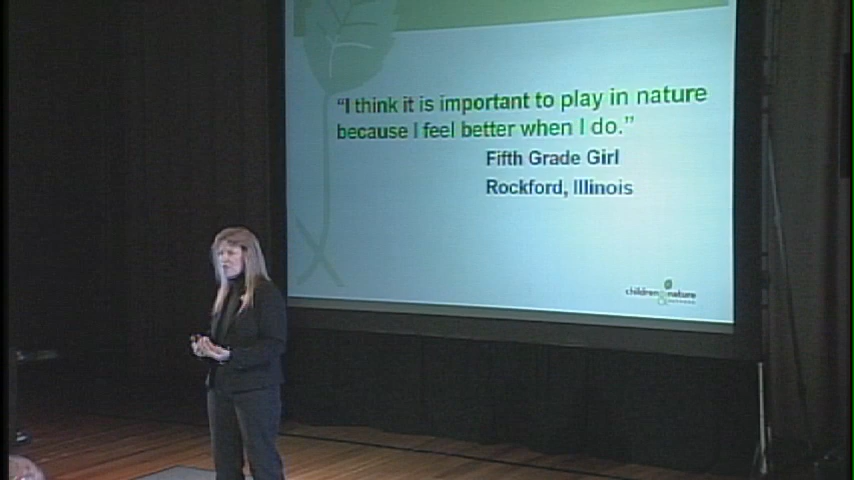 “I think it is important to play in nature
because I feel better when I do.”
Fifth Grade Girl
Rockford, Illinois
children & nature